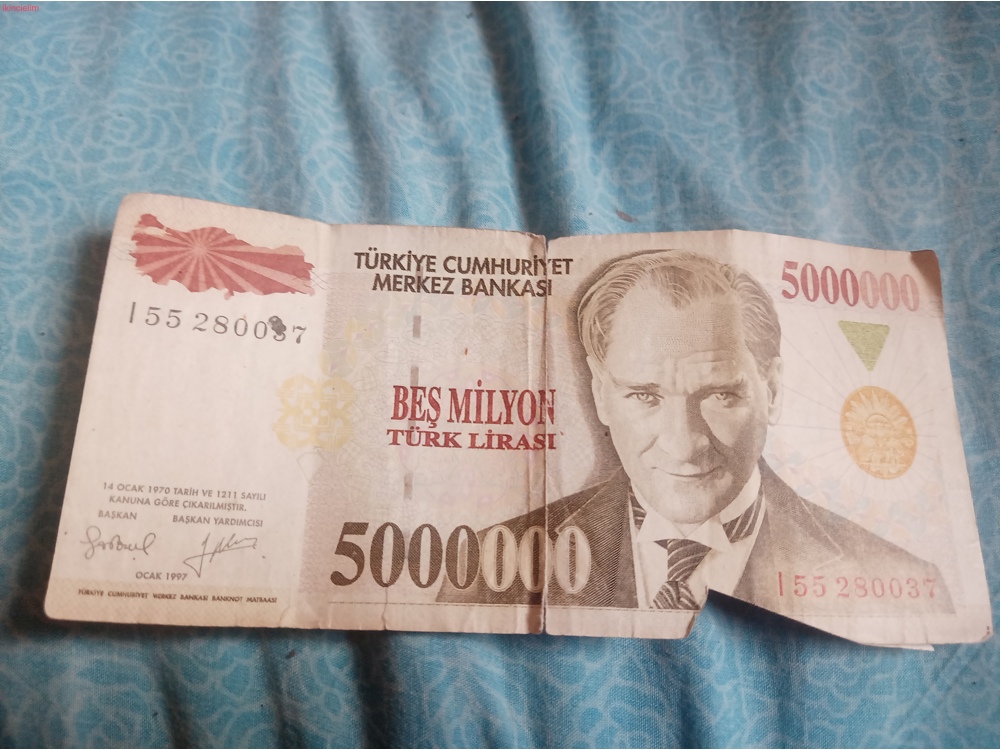 TÜRKİYE CUMHURİYET
MERKEZ BANKASI
5000000
I 55 280037
BEŞ MİLYON
TÜRK LİRASI
14 OCAK 1970 TARİH VE 1211 SAYILI
KANUNA GÖRE ÇIKARILMIŞTIR.
BAŞKAN BAŞKAN YARDIMCISI
5000000
OCAK 1997
I 55 280037
TÜRKİYE CUMHURİYET MERKEZ BANKASI BANKNOT MATBAASI